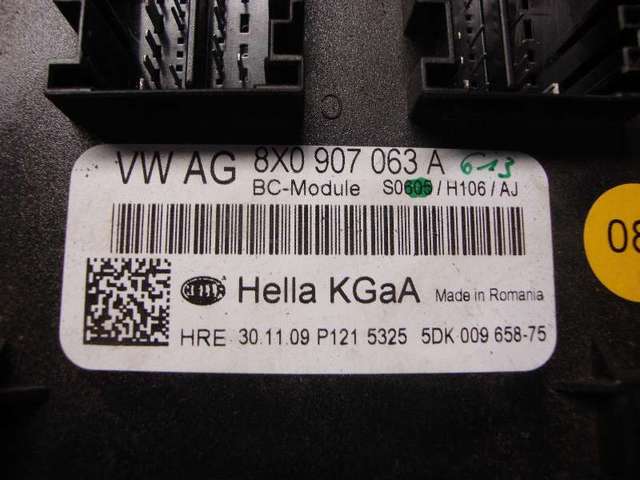 C
VW AG 8X0 907 063 A 613
BC-Module S0605 / H106 / AJ
08
HELLA Hella KGaA Made in Romania
HRE 30.11.09 P121 5325 5DK 009 658-75